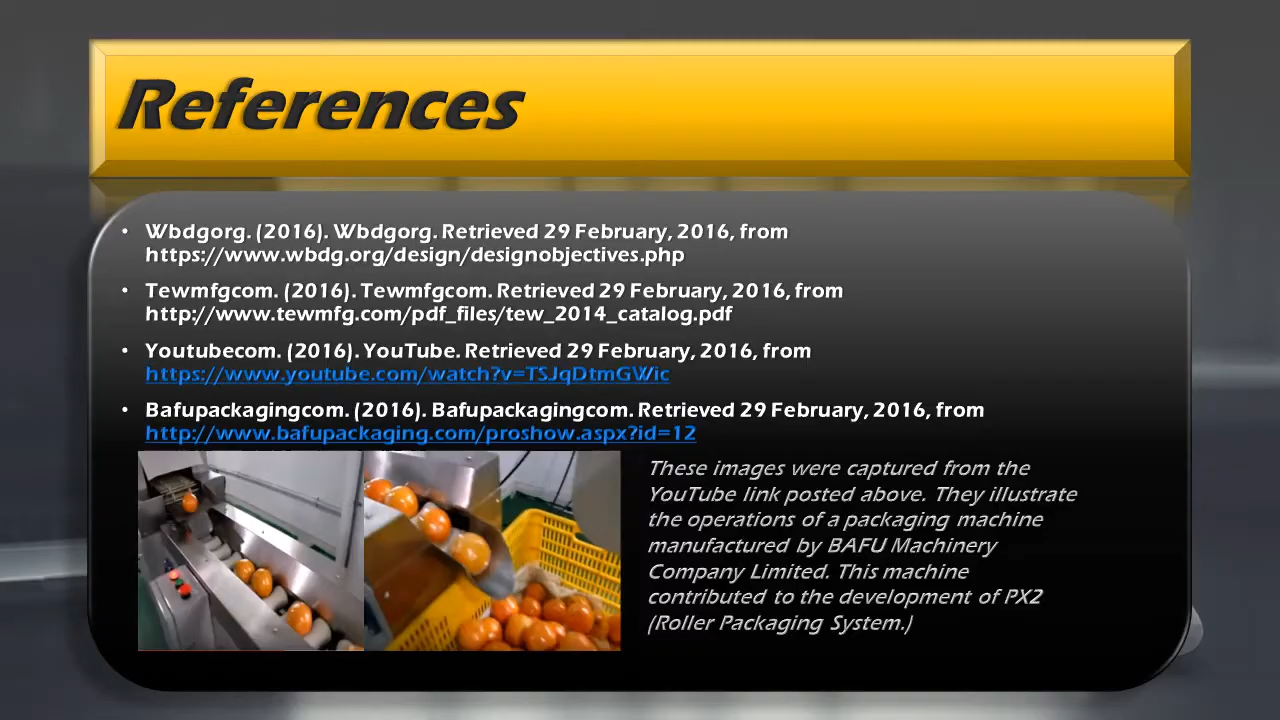 References
• Wbdgorg. (2016). Wbdgorg. Retrieved 29 February, 2016, from
https://www.wbdg.org/design/designobjectives.php
• Tewmfgcom. (2016). Tewmfgcom. Retrieved 29 February, 2016, from
http://www.tewmfg.com/pdf_files/tew_2014_catalog.pdf
• Youtubecom. (2016). YouTube. Retrieved 29 February, 2016, from
https://www.youtube.com/watch?v=TSJqDtmGWic
• Bafupackagingcom. (2016). Bafupackagingcom. Retrieved 29 February, 2016, from
http://www.bafupackaging.com/proshow.aspx?id=12
These images were captured from the
YouTube link posted above. They illustrate
the operations of a packaging machine
manufactured by BAFU Machinery
Company Limited. This machine
contributed to the development of PX2
(Roller Packaging System.)